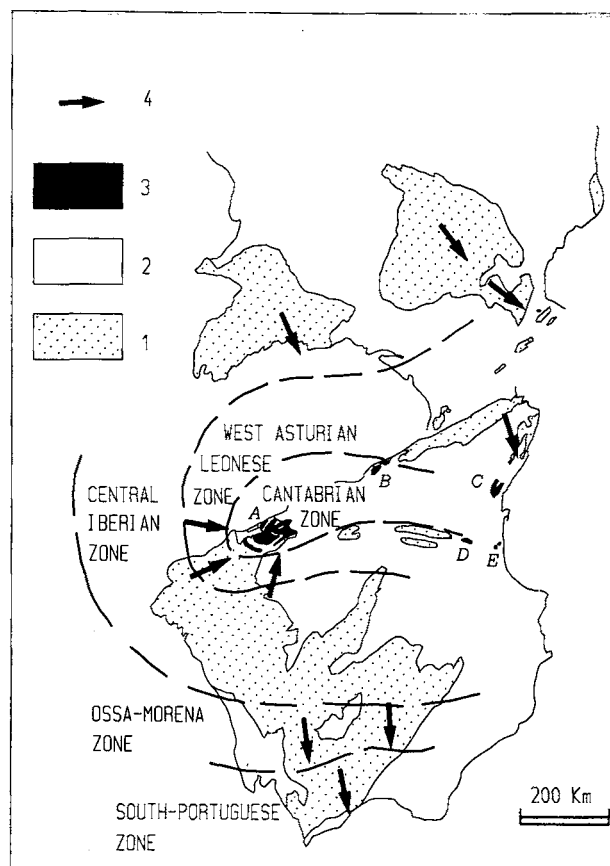 4
3
2
1
WEST ASTURIAN
LEONESE
ZONE
CENTRAL
IBERIAN
ZONE
CANTABRIAN
ZONE
A
B
C
D
E
OSSA-MORENA
ZONE
SOUTH-PORTUGUESE
ZONE
200 Km